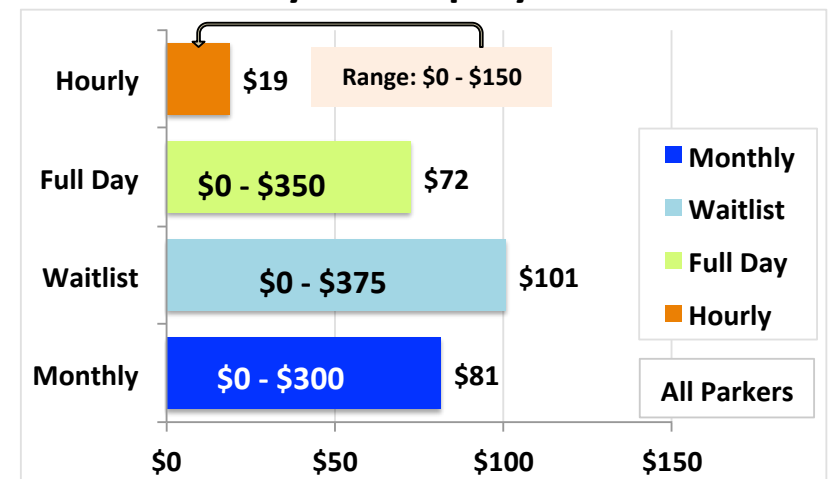 Hourly
$19
Range: $0 - $150
Full Day
$0 - $350
$72
Waitlist
$0 - $375
$101
Monthly
$0 - $300
$81
$0
$50
$100
$150
Monthly
Waitlist
Full Day
Hourly
All Parkers